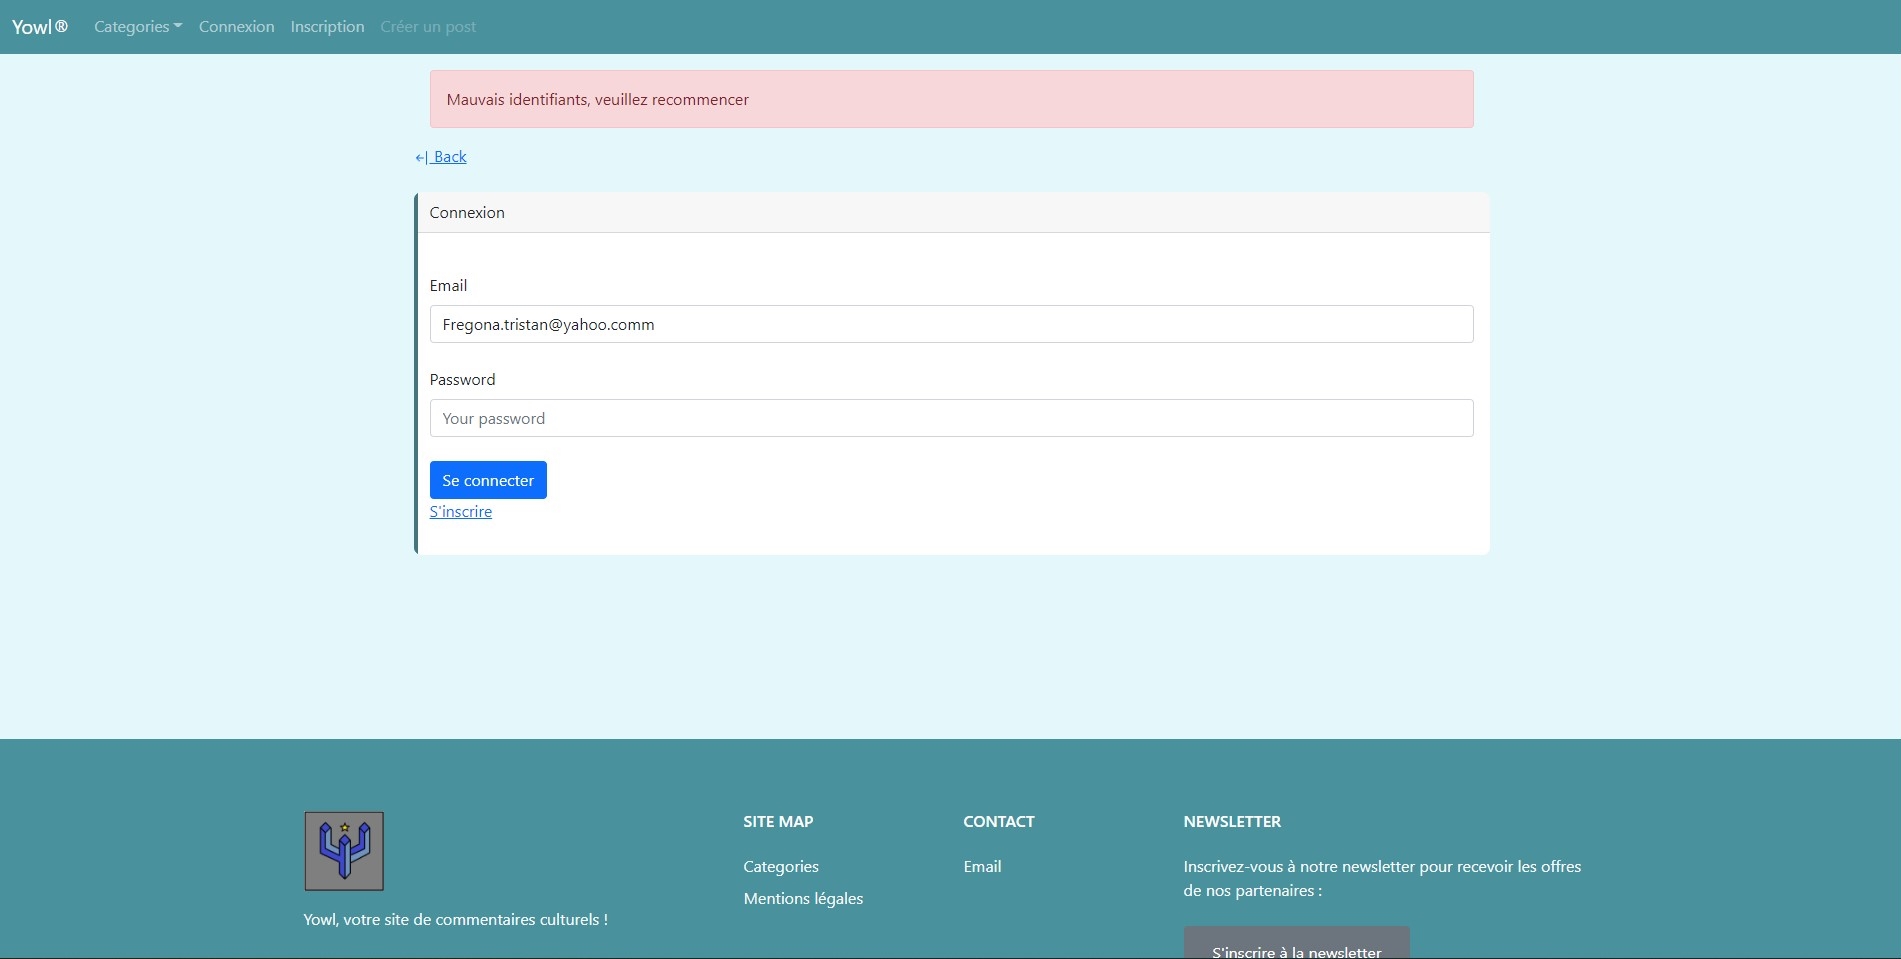 Yowl® Categories Connexion Inscription Créer un post
Mauvais identifiants, veuillez recommencer
←| Back
Connexion
Email
Fregona.tristan@yahoo.comm
Password
Your password
Se connecter
S'inscrire
Yowl, votre site de commentaires culturels !
SITE MAP
Categories
Mentions légales
CONTACT
Email
NEWSLETTER
Inscrivez-vous à notre newsletter pour recevoir les offres
de nos partenaires :
S'inscrire à la newsletter